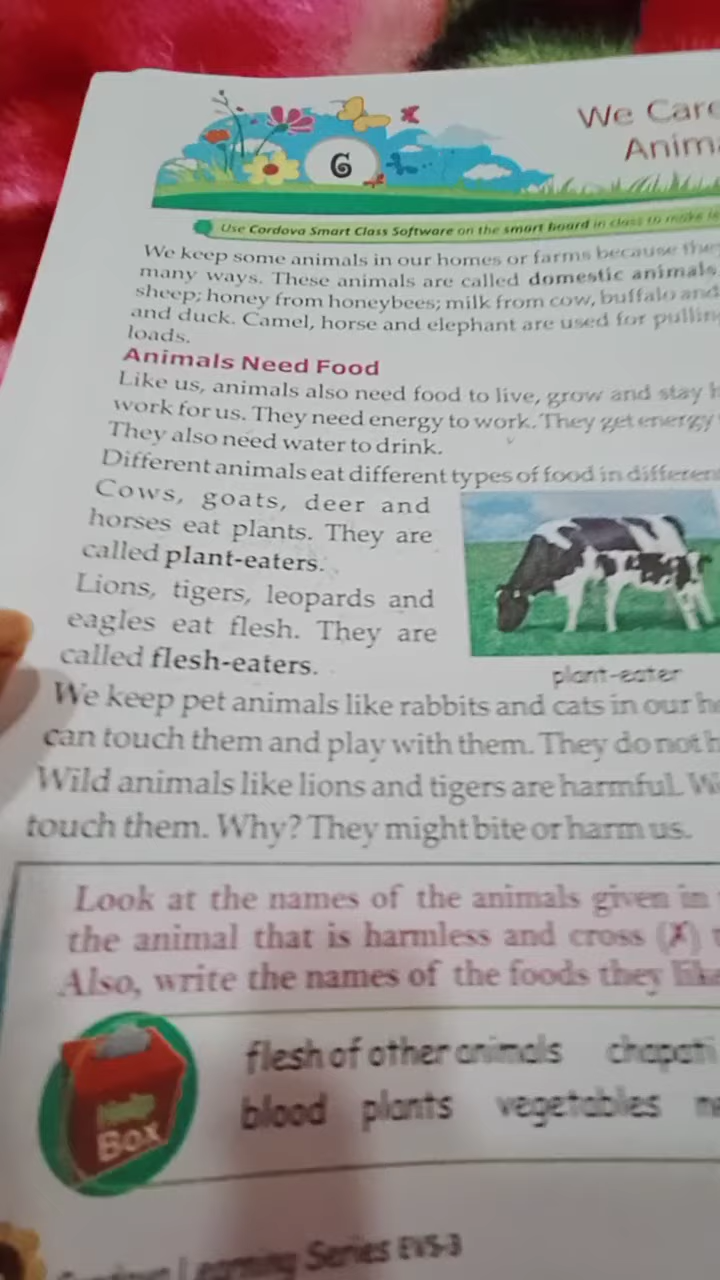 6
We Care
Anim
Use Cordova Smart Class Software on the smart board in class to make
We keep some animals in our homes or farms because the
many ways. These animals are called domestic animals.
sheep; honey from honeybees; milk from cow, buffalo and
and duck. Camel, horse and elephant are used for pullin
loads.
Animals Need Food
Like us, animals also need food to live, grow and stay h
work for us. They need energy to work. They get energy
They also need water to drink.
Different animals eat different types of food in differen
Cows, goats, deer and
horses eat plants. They are
called plant-eaters.
Lions, tigers, leopards and
eagles eat flesh. They are
called flesh-eaters.
plant-eater
We keep pet animals like rabbits and cats in our h
can touch them and play with them. They do not h
Wild animals like lions and tigers are harmful. W
touch them. Why? They might bite or harm us.
Look at the names of the animals given in
the animal that is harmless and cross (✗) t
Also, write the names of the foods they lik
Help
Box
flesh of other animals chapati
blood plants vegetables
Learning Series EVS-3